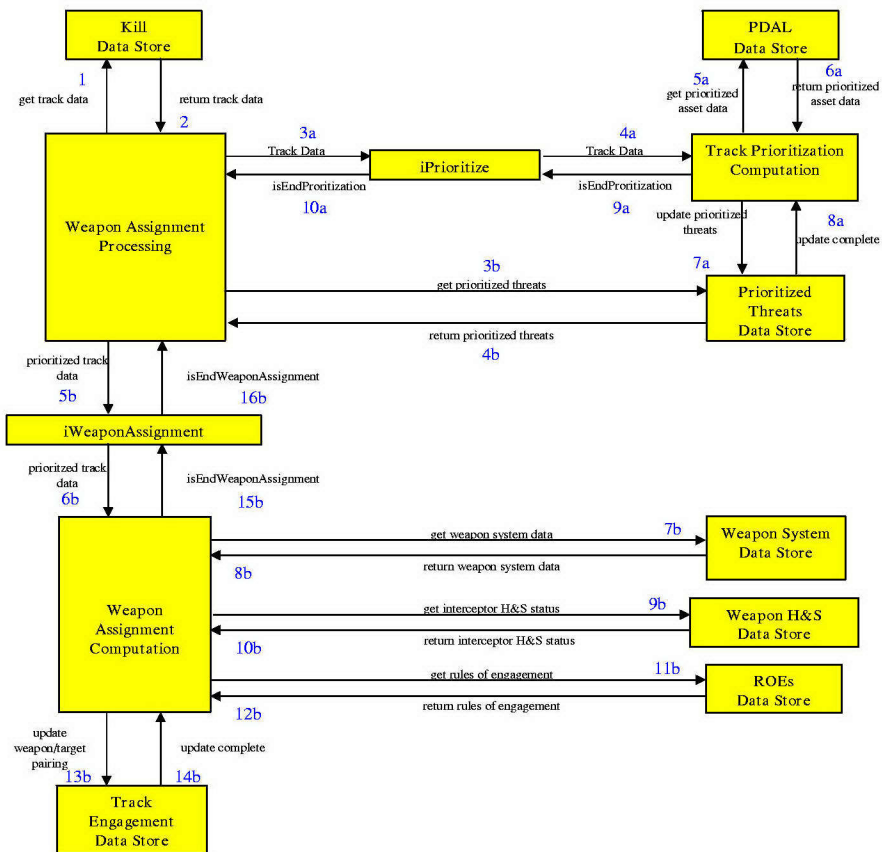 Kill
Data Store
PDAL
Data Store
1
get track data
return track data
2
5a
get prioritized
asset data
6a
return prioritized
asset data
3a
Track Data
4a
Track Data
iPrioritize
isEndProritization
10a
isEndProritization
9a
Track Prioritization
Computation
Weapon Assignment
Processing
update prioritized
threats
7a
8a
update complete
3b
get prioritized threats
return prioritized threats
4b
Prioritized
Threats
Data Store
prioritized track
data
5b
isEndWeaponAssignment
16b
iWeaponAssignment
prioritzed track
data
6b
isEndWeaponAssignment
15b
Weapon
Assignment
Computation
get weapon system data
7b
return weapon system data
8b
Weapon System
Data Store
get interceptor H&S status
9b
return interceptor H&S status
10b
Weapon H&S
Data Store
get rules of engagement
11b
return rules of engagement
12b
ROEs
Data Store
update
weapon/target
pairing
13b
update complete
14b
Track
Engagement
Data Store